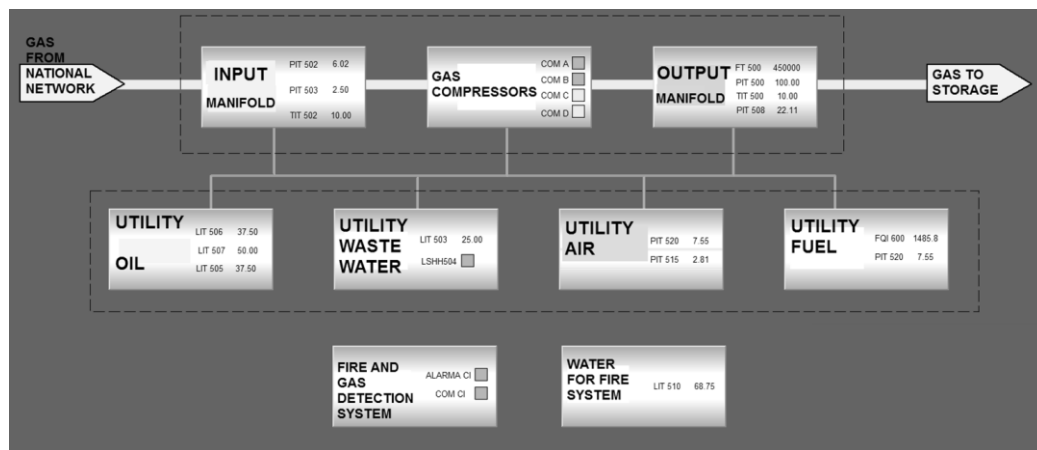 GAS
FROM
NATIONAL
NETWORK
INPUT
MANIFOLD
PIT 502 6.02
PIT 503 2.50
TIT 502 10.00
GAS
COMPRESSORS
COM A
COM B
COM C
COM D
OUTPUT
MANIFOLD
FT 500 450000
PIT 500 100.00
TIT 500 10.00
PIT 508 22.11
GAS TO
STORAGE
UTILITY
OIL
LIT 506 37.50
LIT 507 50.00
LIT 505 37.50
UTILITY
WASTE
WATER
LIT 503 25.00
LSHH504
UTILITY
AIR
PIT 520 7.55
PIT 515 2.81
UTILITY
FUEL
FQI 600 1485.8
PIT 520 7.55
FIRE AND
GAS
DETECTION
SYSTEM
ALARMA CI
COM CI
WATER
FOR FIRE
SYSTEM
LIT 510 68.75